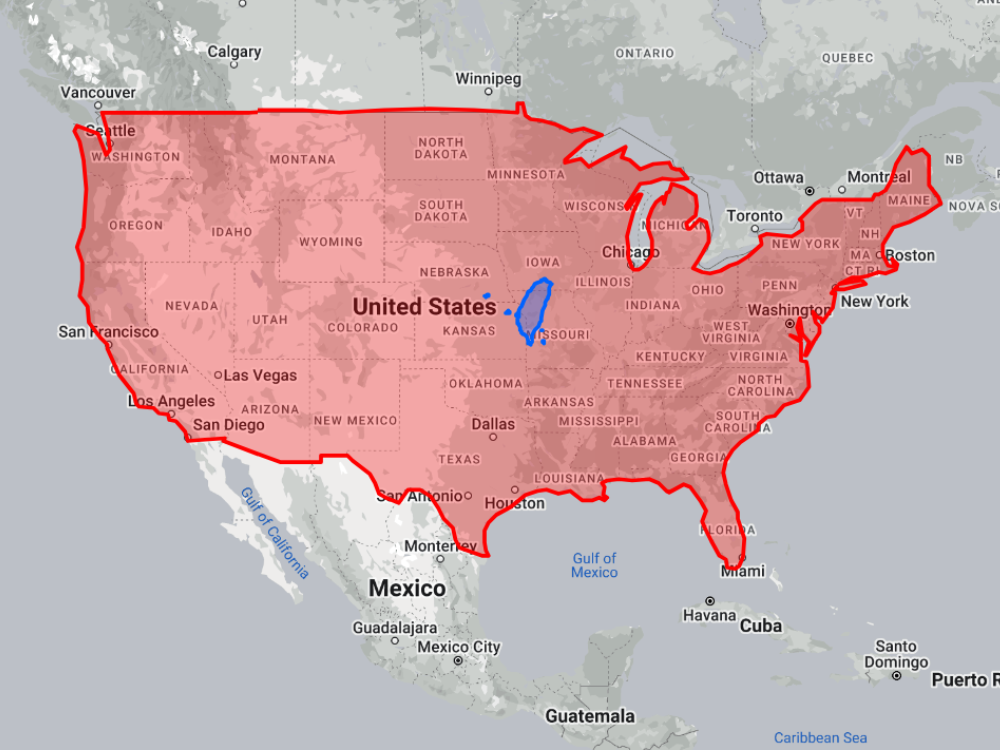 Calgary
ONTARIO
QUEBEC
Winnipeg
Vancouver
Seattle
WASHINGTON
MONTANA
NORTH
DAKOTA
MINNESOTA
Ottawa
Montreal
NB
MAINE
NOVA SC
OREGON
IDAHO
WYOMING
SOUTH
DAKOTA
WISCONS
MICHIGAN
Toronto
VT
NH
NEW YORK
MA
Boston
CT RI
Chicago
IOWA
NEBRASKA
ILLINOIS
INDIANA
OHIO
PENN
New York
NEVADA
UTAH
COLORADO
United States
KANSAS
MISSOURI
Washington
WEST
VIRGINIA
San Francisco
KENTUCKY
VIRGINIA
CALIFORNIA
Las Vegas
OKLAHOMA
TENNESSEE
NORTH
CAROLINA
Los Angeles
ARIZONA
NEW MEXICO
ARKANSAS
San Diego
Dallas
MISSISSIPPI
SOUTH
CAROLINA
ALABAMA
TEXAS
GEORGIA
LOUISIANA
San Antonio
Houston
Gulf of California
FLORIDA
Monterrey
Gulf of
Mexico
Miami
Mexico
Havana
Cuba
Guadalajara
Mexico City
Santo
Domingo
Puerto R
Guatemala
Caribbean Sea